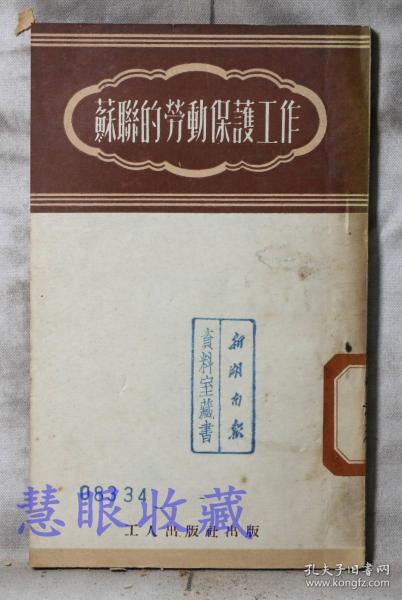 蘇聯的勞動保護工作
新湖南報
資料室藏書
08334
慧眼收藏
工人出版社出版
孔夫子旧书网
www.kongfz.com